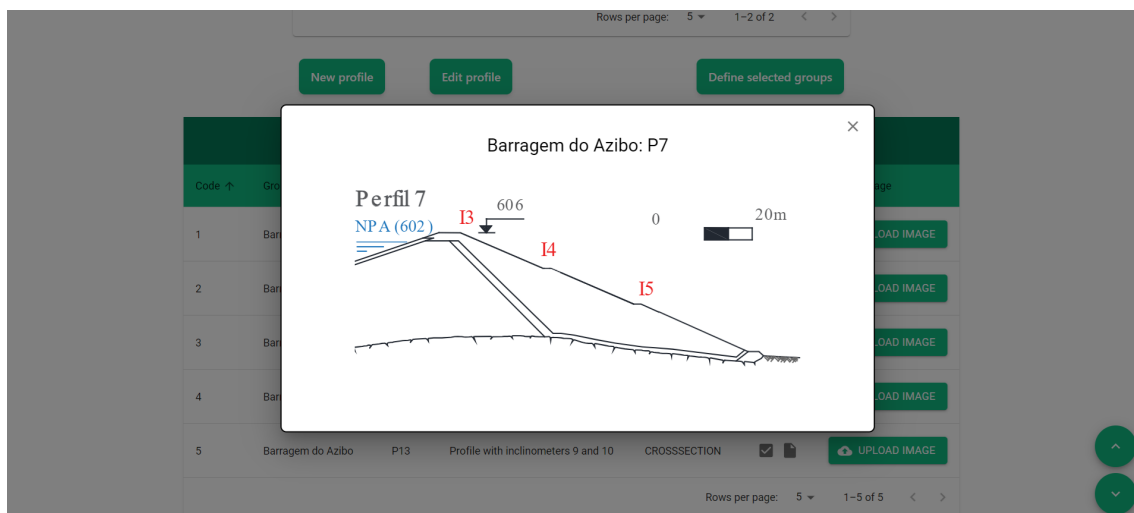 Rows per page: 5 1–2 of 2
New profile Edit profile Define selected groups
Barragem do Azibo: P7
Code
Perfil 7
NPA (602)
I3
606
0 20m
I4
I5
1
2
3
4
5 Barragem do Azibo P13 Profile with inclinometers 9 and 10 CROSSSECTION UPLOAD IMAGE
Rows per page: 5 1–5 of 5